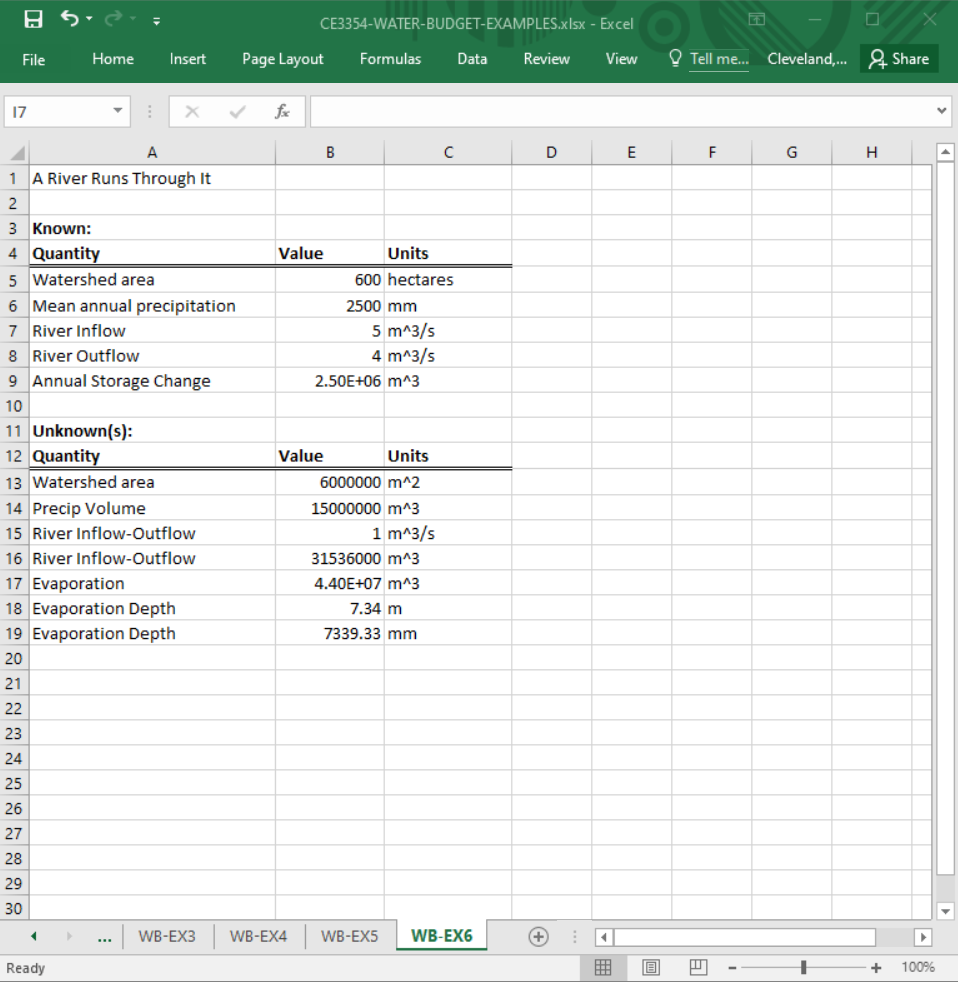 CE3354-WATER-BUDGET-EXAMPLES.xlsx - Excel
File Home Insert Page Layout Formulas Data Review View Tell me... Cleveland,... Share
I7 fx
A B C D E F G H
1 A River Runs Through It
2
3 Known:
4 Quantity Value Units
5 Watershed area 600 hectares
6 Mean annual precipitation 2500 mm
7 River Inflow 5 m^3/s
8 River Outflow 4 m^3/s
9 Annual Storage Change 2.50E+06 m^3
10
11 Unknown(s):
12 Quantity Value Units
13 Watershed area 6000000 m^2
14 Precip Volume 15000000 m^3
15 River Inflow-Outflow 1 m^3/s
16 River Inflow-Outflow 31536000 m^3
17 Evaporation 4.40E+07 m^3
18 Evaporation Depth 7.34 m
19 Evaporation Depth 7339.33 mm
20
21
22
23
24
25
26
27
28
29
30
... WB-EX3 WB-EX4 WB-EX5 WB-EX6
Ready 100%